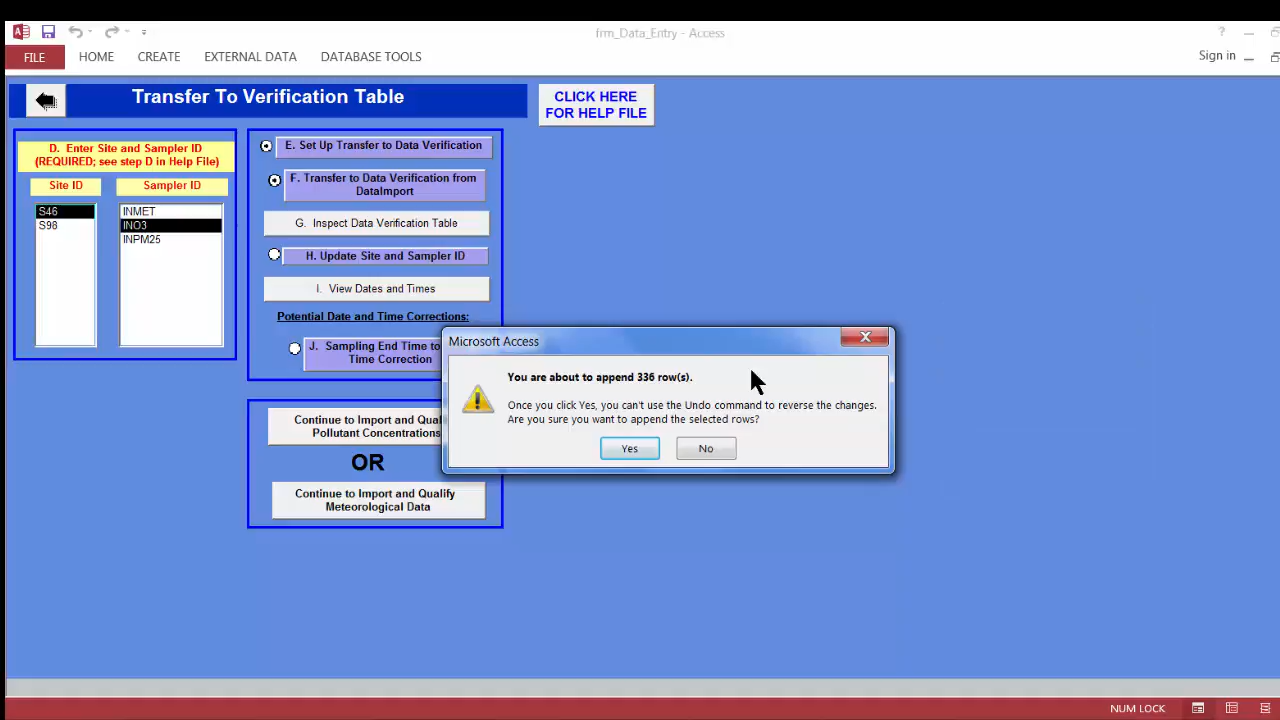 frm_Data_Entry - Access
?
FILE
HOME
CREATE
EXTERNAL DATA
DATABASE TOOLS
Sign in
Transfer To Verification Table
CLICK HERE
FOR HELP FILE
D. Enter Site and Sampler ID
(REQUIRED; see step D in Help File)
Site ID
Sampler ID
S46
S98
INMET
INO3
INPM25
E. Set Up Transfer to Data Verification
F. Transfer to Data Verification from
DataImport
G. Inspect Data Verification Table
H. Update Site and Sampler ID
I. View Dates and Times
Potential Date and Time Corrections:
J. Sampling End Time to
Time Correction
Continue to Import and Qual
Pollutant Concentrations
OR
Continue to Import and Qualify
Meteorological Data
Microsoft Access
You are about to append 336 row(s).
Once you click Yes, you can't use the Undo command to reverse the changes.
Are you sure you want to append the selected rows?
Yes
No
NUM LOCK